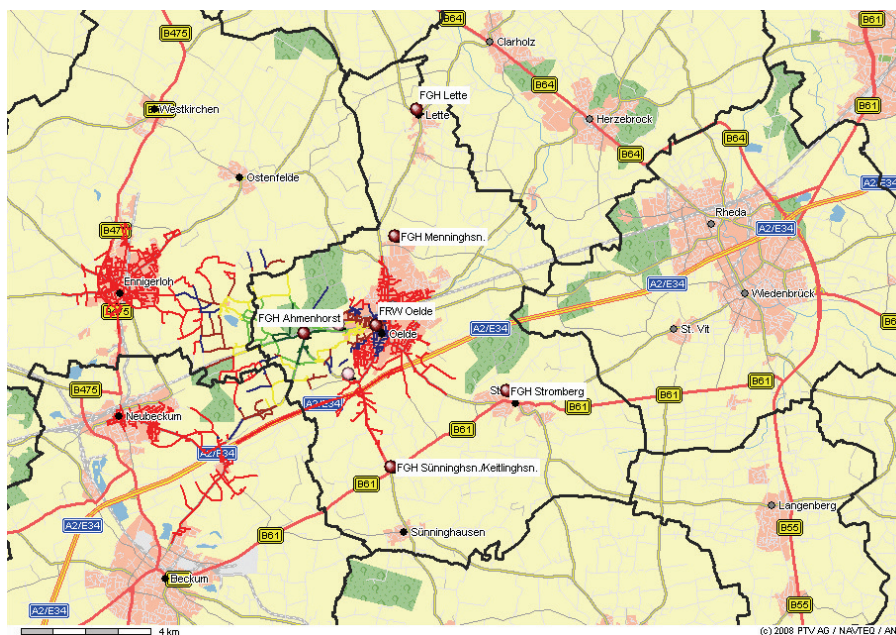 B475
B64
Clarholz
B61
FGH Lette
B64
Westkirchen
Lette
Herzebrock
B61
B64
B64
Ostenfelde
A2/E34
Rheda
B475
A2/E34
FGH Menninghsn.
A2/E34
Ennigerloh
Wiedenbrück
B475
FGH Ahmenhorst
FRW Oelde
Oelde
A2/E34
St. Vit
B475
B61
FGH Stromberg
B61
B61
A2/E34
Neubeckum
B61
A2/E34
FGH Sünninghsn./Keitlinghsn.
B61
Langenberg
A2/E34
B61
B55
Sünninghausen
Beckum
A2/E34
B55
4 km
(c) 2008 PTV AG / NAVTEQ / AN